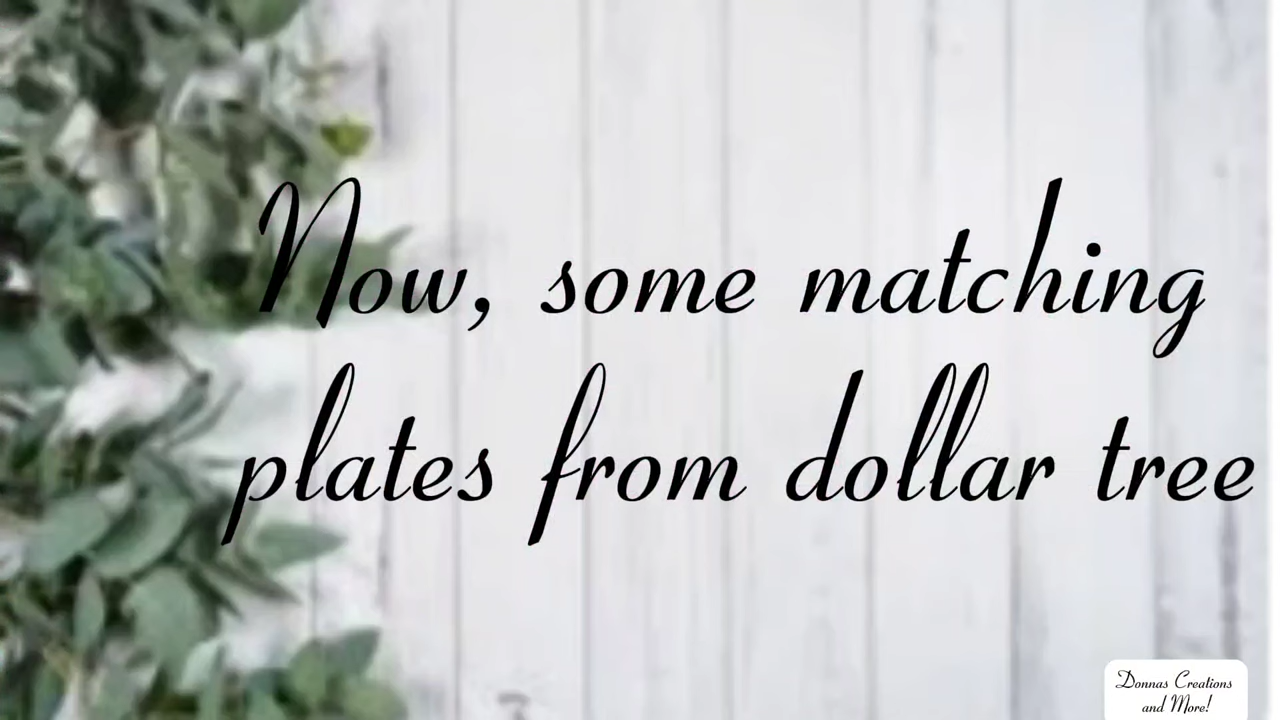 Now, some matching
plates from dollar tree
Donnas Creations
and More!